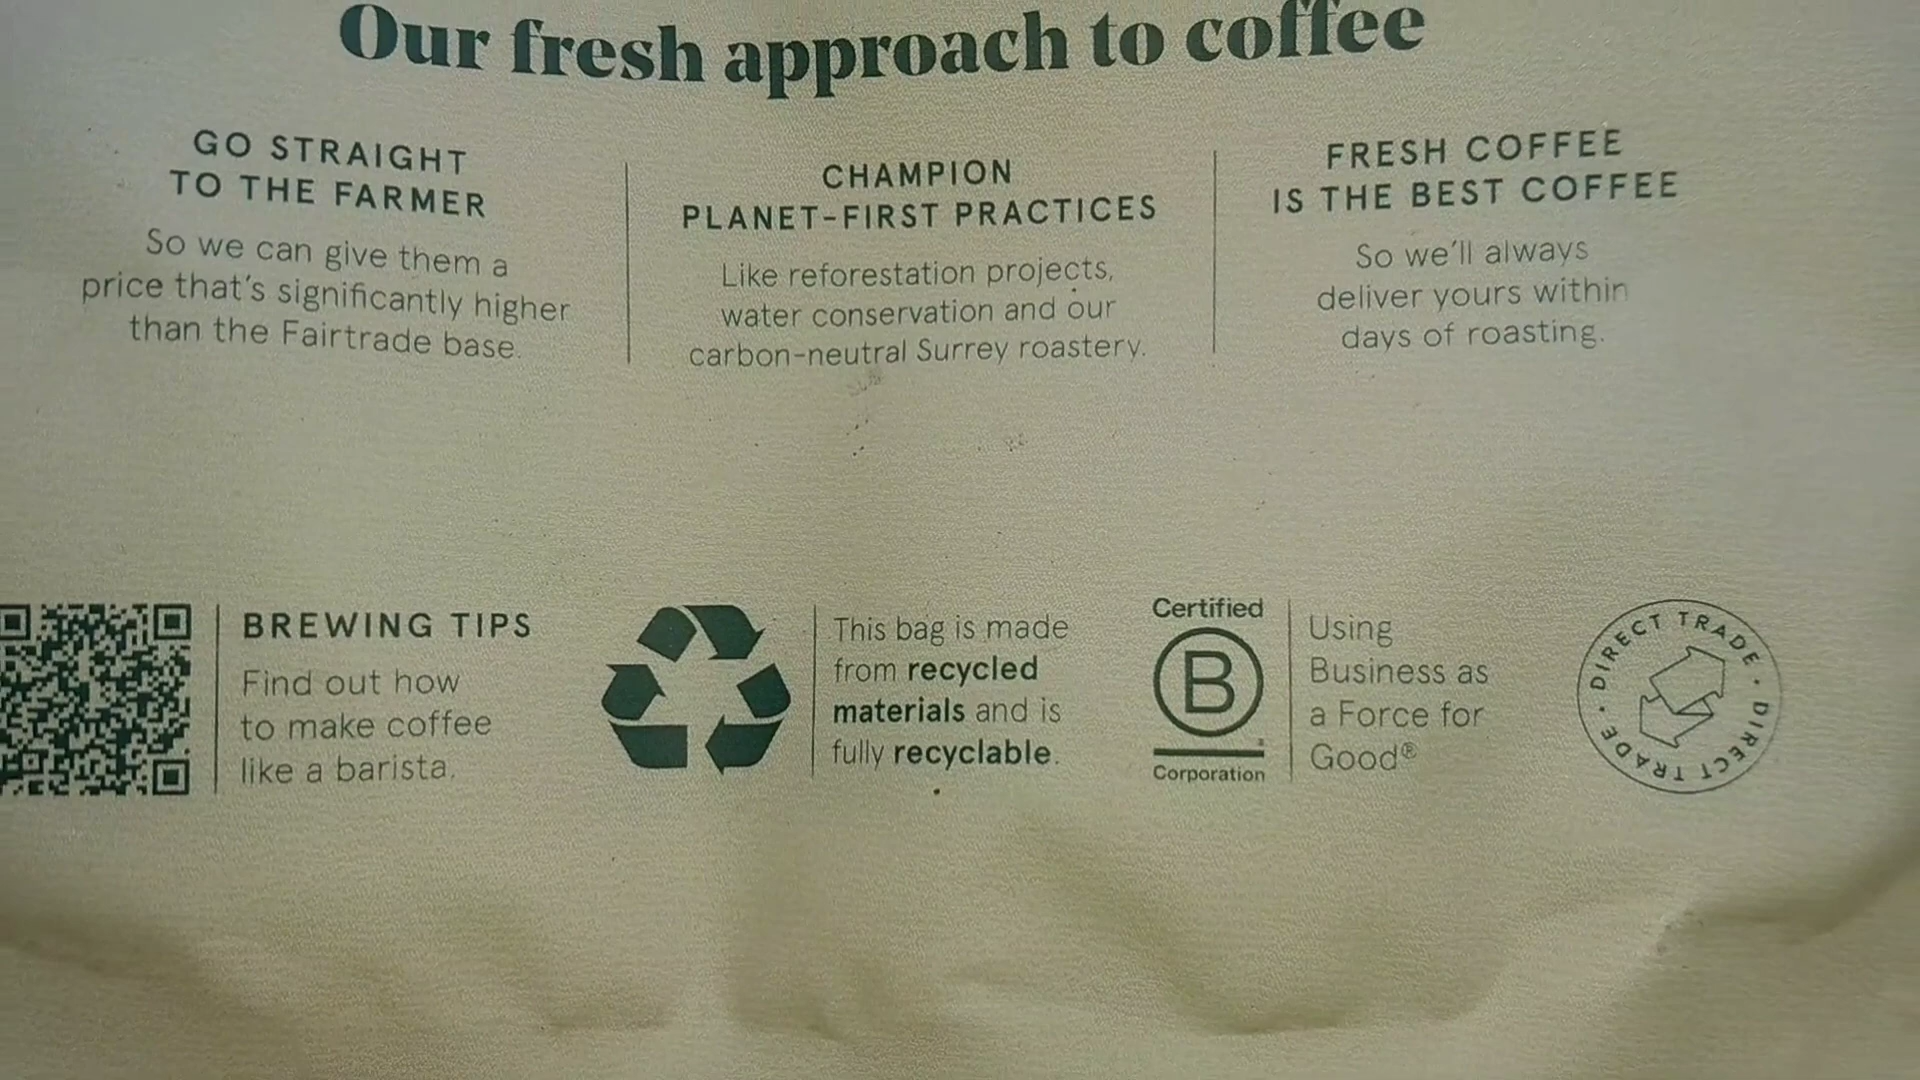 Our fresh approach to coffee
GO STRAIGHT
TO THE FARMER
So we can give them a
price that's significantly higher
than the Fairtrade base.
CHAMPION
PLANET-FIRST PRACTICES
Like reforestation projects,
water conservation and our
carbon-neutral Surrey roastery.
FRESH COFFEE
IS THE BEST COFFEE
So we'll always
deliver yours within
days of roasting.
BREWING TIPS
Find out how
to make coffee
like a barista.
This bag is made
from recycled
materials and is
fully recyclable.
Certified
B
Corporation
Using
Business as
a Force for
Good®
DIRECT TRADE · DIRECT TRADE ·